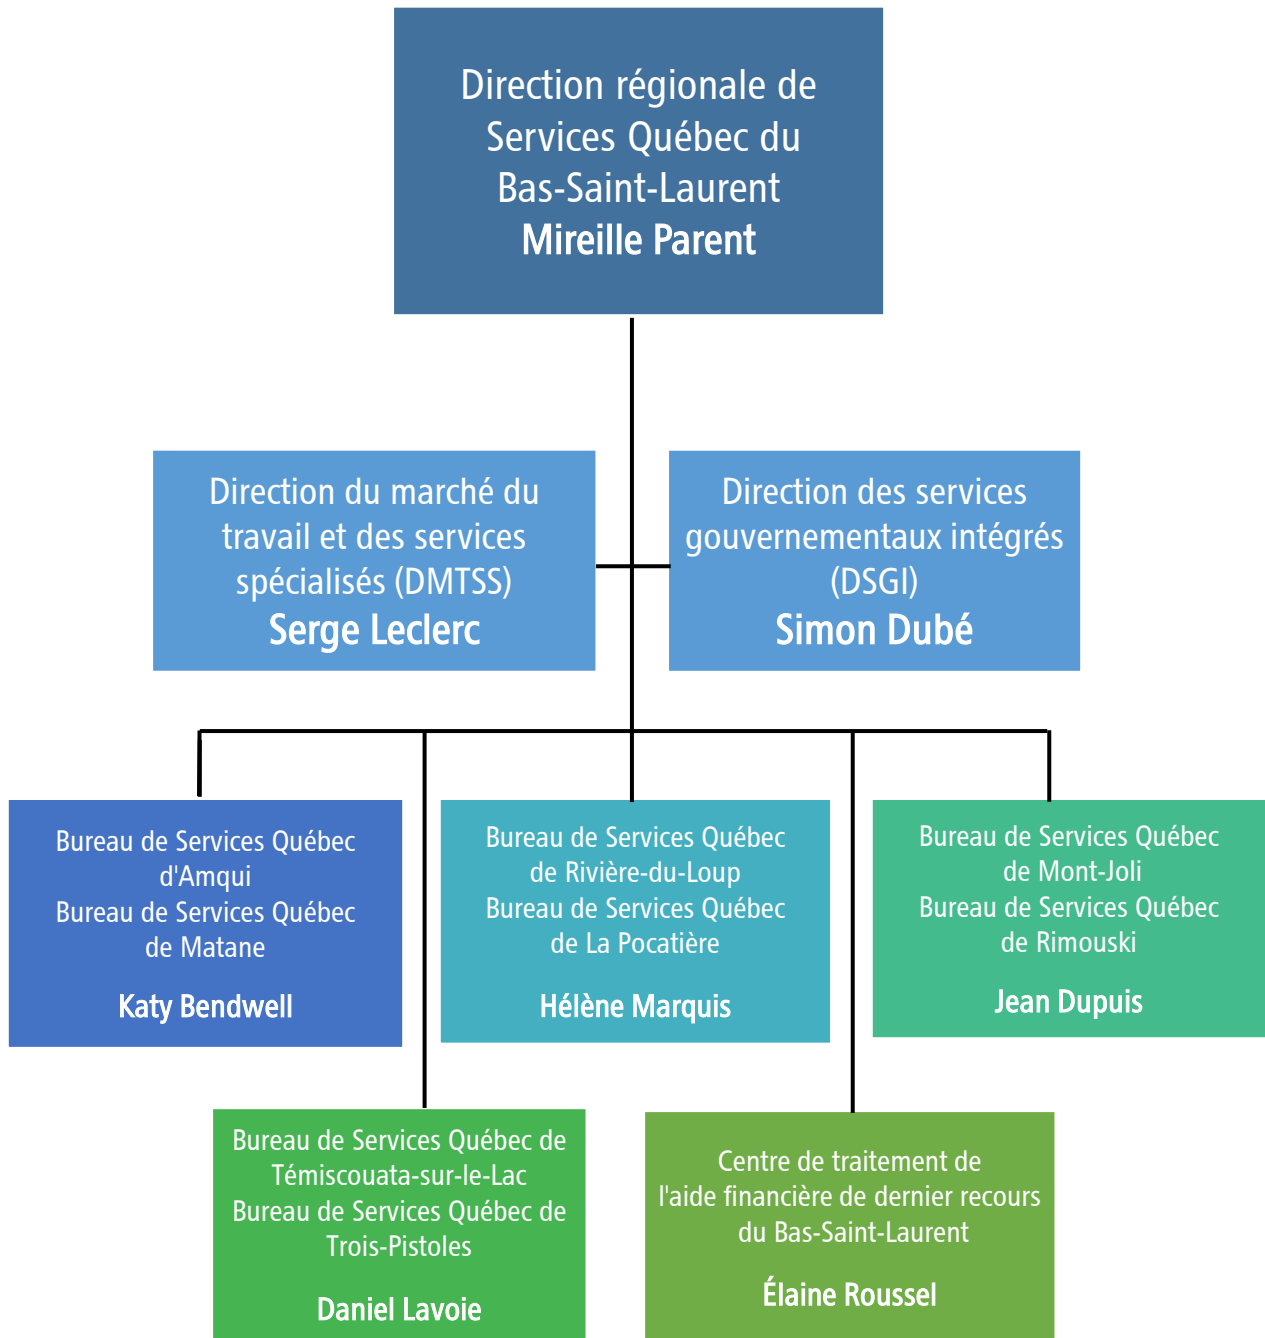 Direction régionale de
Services Québec du
Bas-Saint-Laurent
Mireille Parent
Direction du marché du
travail et des services
spécialisés (DMTSS)
Serge Leclerc
Direction des services
gouvernementaux intégrés
(DSGI)
Simon Dubé
Bureau de Services Québec
d'Amqui
Bureau de Services Québec
de Matane
Katy Bendwell
Bureau de Services Québec
de Rivière-du-Loup
Bureau de Services Québec
de La Pocatière
Hélène Marquis
Bureau de Services Québec
de Mont-Joli
Bureau de Services Québec
de Rimouski
Jean Dupuis
Bureau de Services Québec de
Témiscouata-sur-le-Lac
Bureau de Services Québec de
Trois-Pistoles
Daniel Lavoie
Centre de traitement de
l'aide financière de dernier recours
du Bas-Saint-Laurent
Élaine Roussel